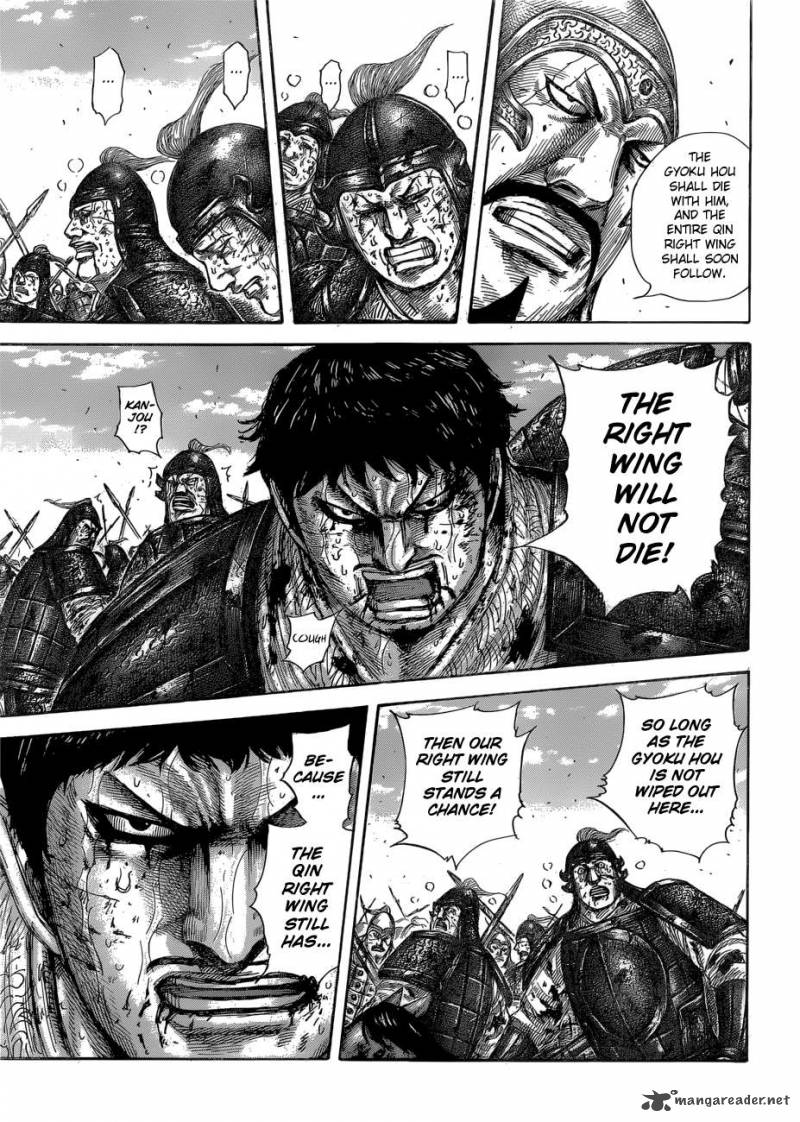 THE
GYOKU HOU
SHALL DIE
WITH HIM,
AND THE
ENTIRE QIN
RIGHT WING
SHALL SOON
FOLLOW.
...
...
...
THE
RIGHT
WING
WILL
NOT
DIE!
KAN-
JOU
!?
COUGH
SO LONG
AS THE
GYOKU HOU
IS NOT
WIPED OUT
HERE...
THEN OUR
RIGHT WING
STILL
STANDS A
CHANCE!
BE-
CAUSE
...
THE
QIN
RIGHT
WING
STILL
HAS...
mangareader.net